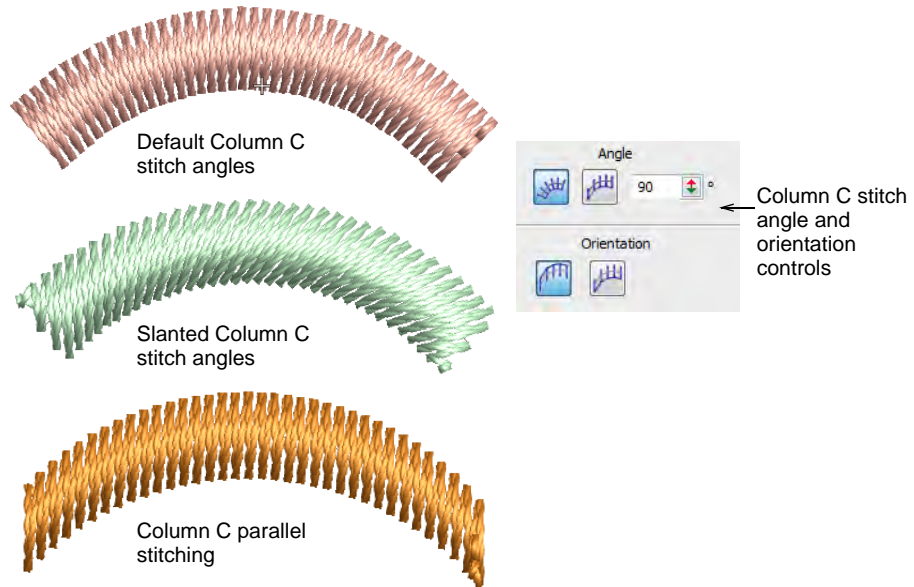 Default Column C
stitch angles
Angle
90 °
Column C stitch
angle and
orientation
controls
Orientation
Slanted Column C
stitch angles
Column C parallel
stitching